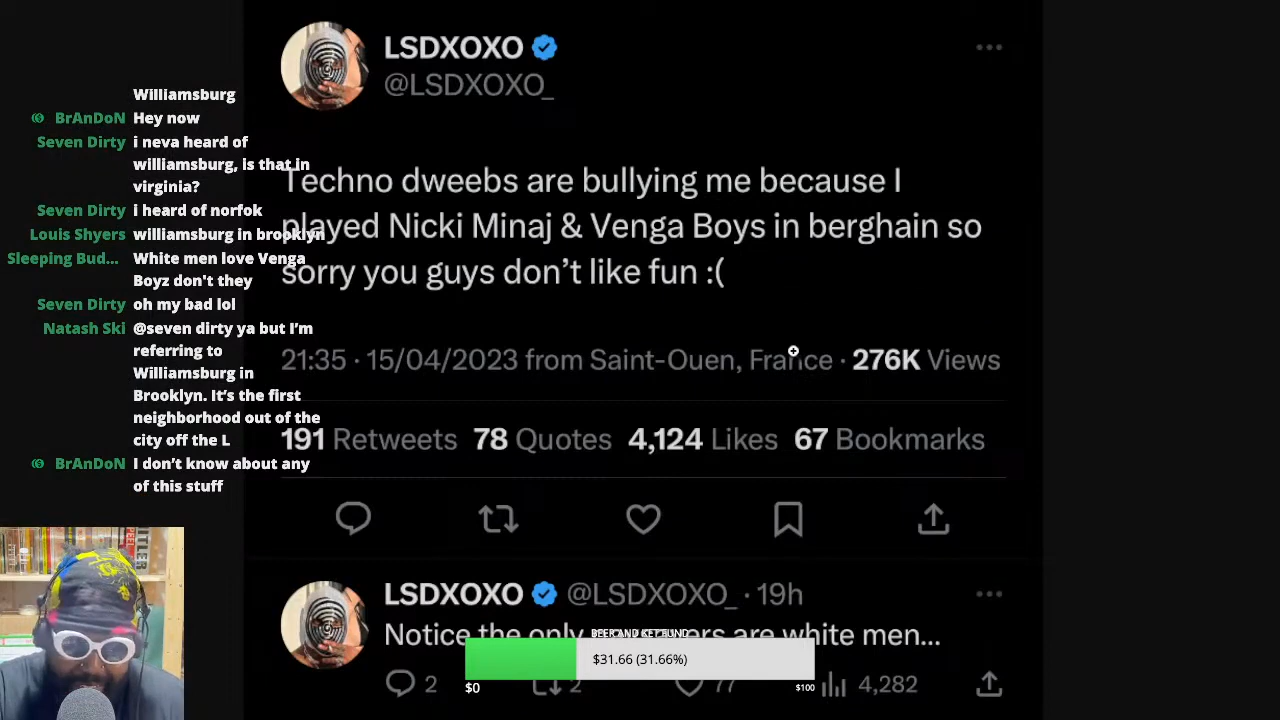 LSDXOXO
@LSDXOXO_
Techno dweebs are bullying me because I
played Nicki Minaj & Venga Boys in berghain so
sorry you guys don’t like fun :(
21:35 · 15/04/2023 from Saint-Ouen, France · 276K Views
191 Retweets 78 Quotes 4,124 Likes 67 Bookmarks
LSDXOXO @LSDXOXO_ · 19h
Notice the only are white men...
2 2 77 4,282
Williamsburg
BrAnDoN Hey now
Seven Dirty i neva heard of
williamsburg, is that in
virginia?
Seven Dirty i heard of norfok
Louis Shyers williamsburg in brooklyn
Sleeping Bud... White men love Venga
Boyz don't they
Seven Dirty oh my bad lol
Natash Ski @seven dirty ya but I’m
referring to
Williamsburg in
Brooklyn. It’s the first
neighborhood out of the
city off the L
BrAnDoN I don’t know about any
of this stuff
BEER AND KET FUND
$31.66 (31.66%)
$0 $100